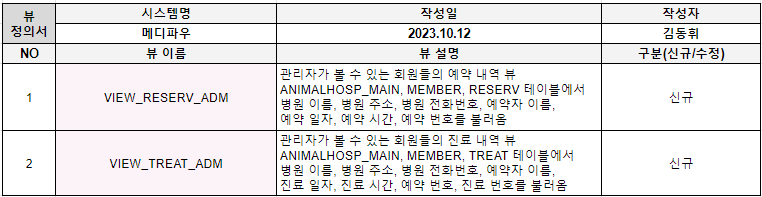 뷰
정의서
시스템명
작성일
작성자
메디파우
2023.10.12
김동휘
NO
뷰 이름
뷰 설명
구분(신규/수정)
1
VIEW_RESERV_ADM
관리자가 볼 수 있는 회원들의 예약 내역 뷰
ANIMALHOSP_MAIN, MEMBER, RESERV 테이블에서
병원 이름, 병원 주소, 병원 전화번호, 예약자 이름,
예약 일자, 예약 시간, 예약 번호를 불러옴
신규
2
VIEW_TREAT_ADM
관리자가 볼 수 있는 회원들의 진료 내역 뷰
ANIMALHOSP_MAIN, MEMBER, TREAT 테이블에서
병원 이름, 병원 주소, 병원 전화번호, 예약자 이름,
진료 일자, 진료 시간, 예약 번호, 진료 번호를 불러옴
신규